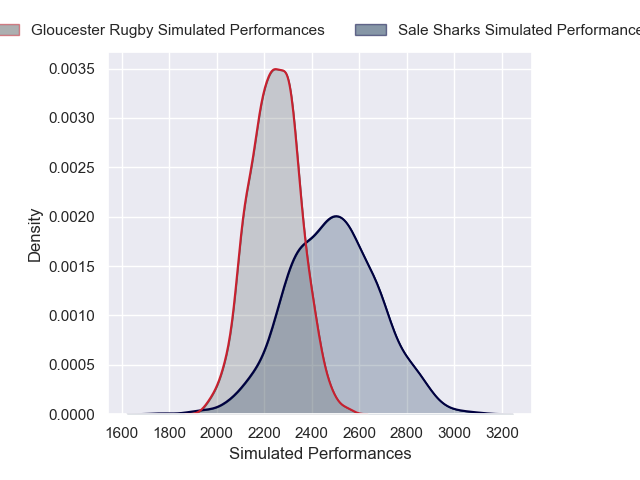 Gloucester Rugby Simulated Performances Sale Sharks Simulated Performance
0.0035
0.0030
0.0025
0.0020
0.0015
0.0010
0.0005
0.0000
Density
1600 1800 2000 2200 2400 2600 2800 3000 3200
Simulated Performances